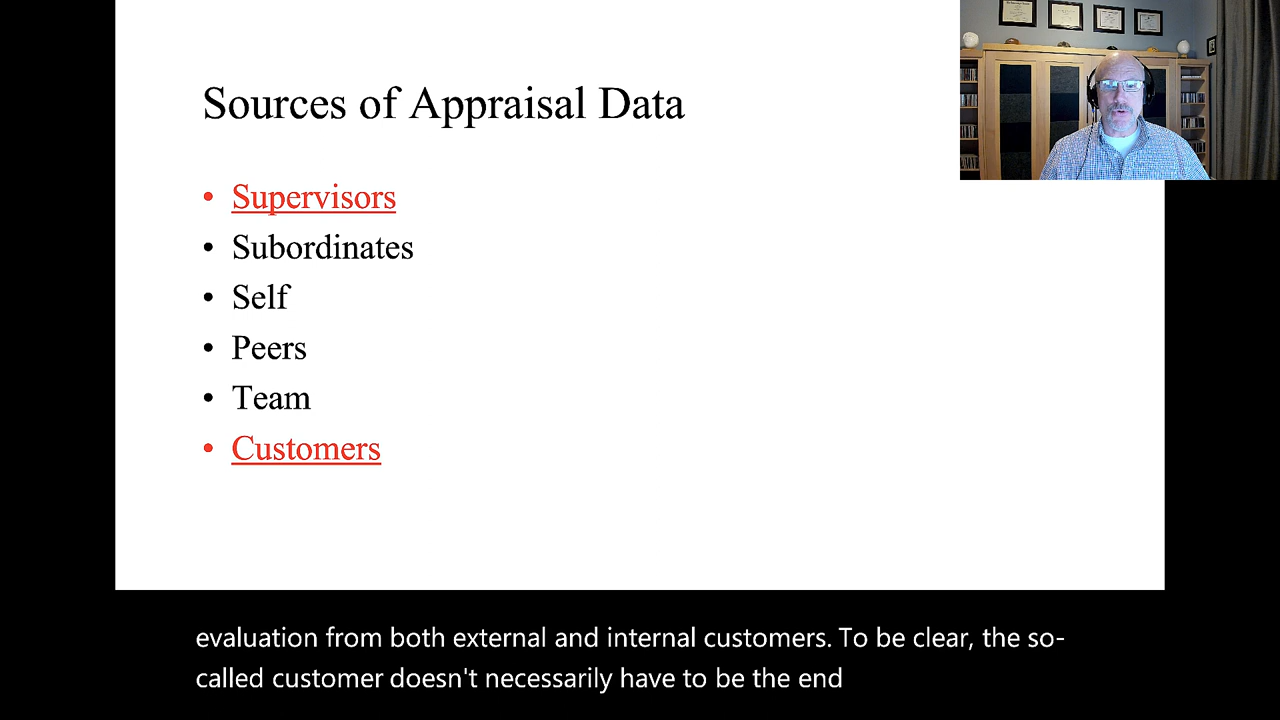 Sources of Appraisal Data
• Supervisors
• Subordinates
• Self
• Peers
• Team
• Customers
evaluation from both external and internal customers. To be clear, the so-
called customer doesn't necessarily have to be the end